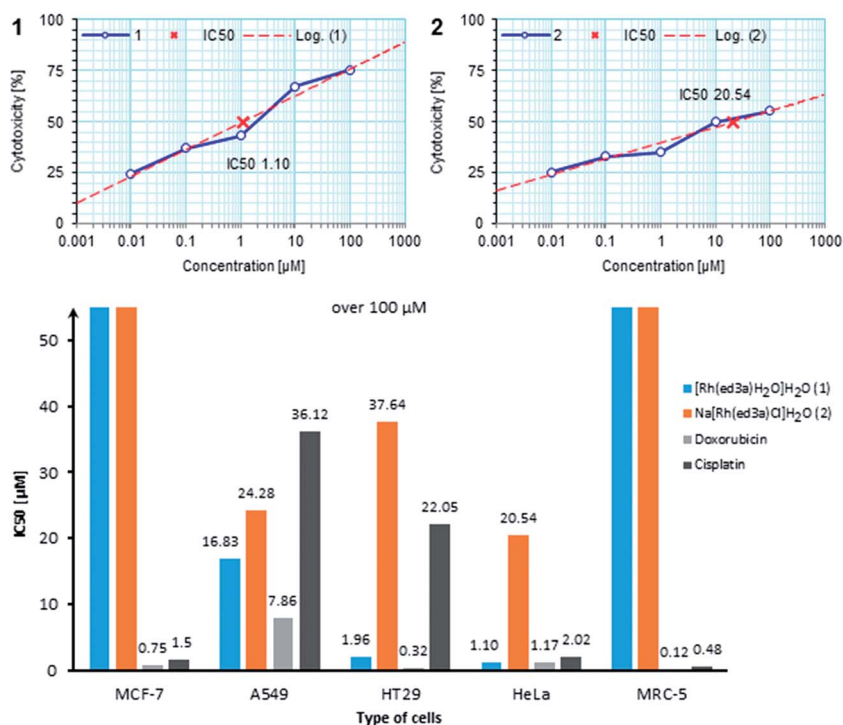 1
1 IC50 Log. (1)
Cytotoxicity [%]
100
75
50
25
0
IC50 1.10
0.001 0.01 0.1 1 10 100 1000
Concentration [µM]
2
2 IC50 Log. (2)
Cytotoxicity [%]
100
75
50
25
0
IC50 20.54
0.001 0.01 0.1 1 10 100 1000
Concentration [µM]
over 100 µM
IC50 [µM]
50
40
30
20
10
0
0.75 1.5
16.83 24.28 7.86 36.12
1.96 37.64 0.32 22.05
1.10 20.54 1.17 2.02
0.12 0.48
MCF-7 A549 HT29 HeLa MRC-5
Type of cells
[Rh(ed3a)H₂O]H₂O (1)
Na[Rh(ed3a)Cl]H₂O (2)
Doxorubicin
Cisplatin